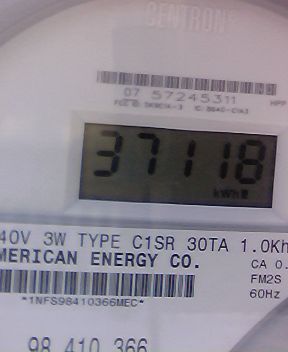 CENTRON®
07 57245311
37118
kWh
40V 3W TYPE C1SR 30TA 1.0Kh
MERICAN ENERGY CO.
CA 0.
FM2S
60Hz
*1NFS98410366MEC*
98 410 366